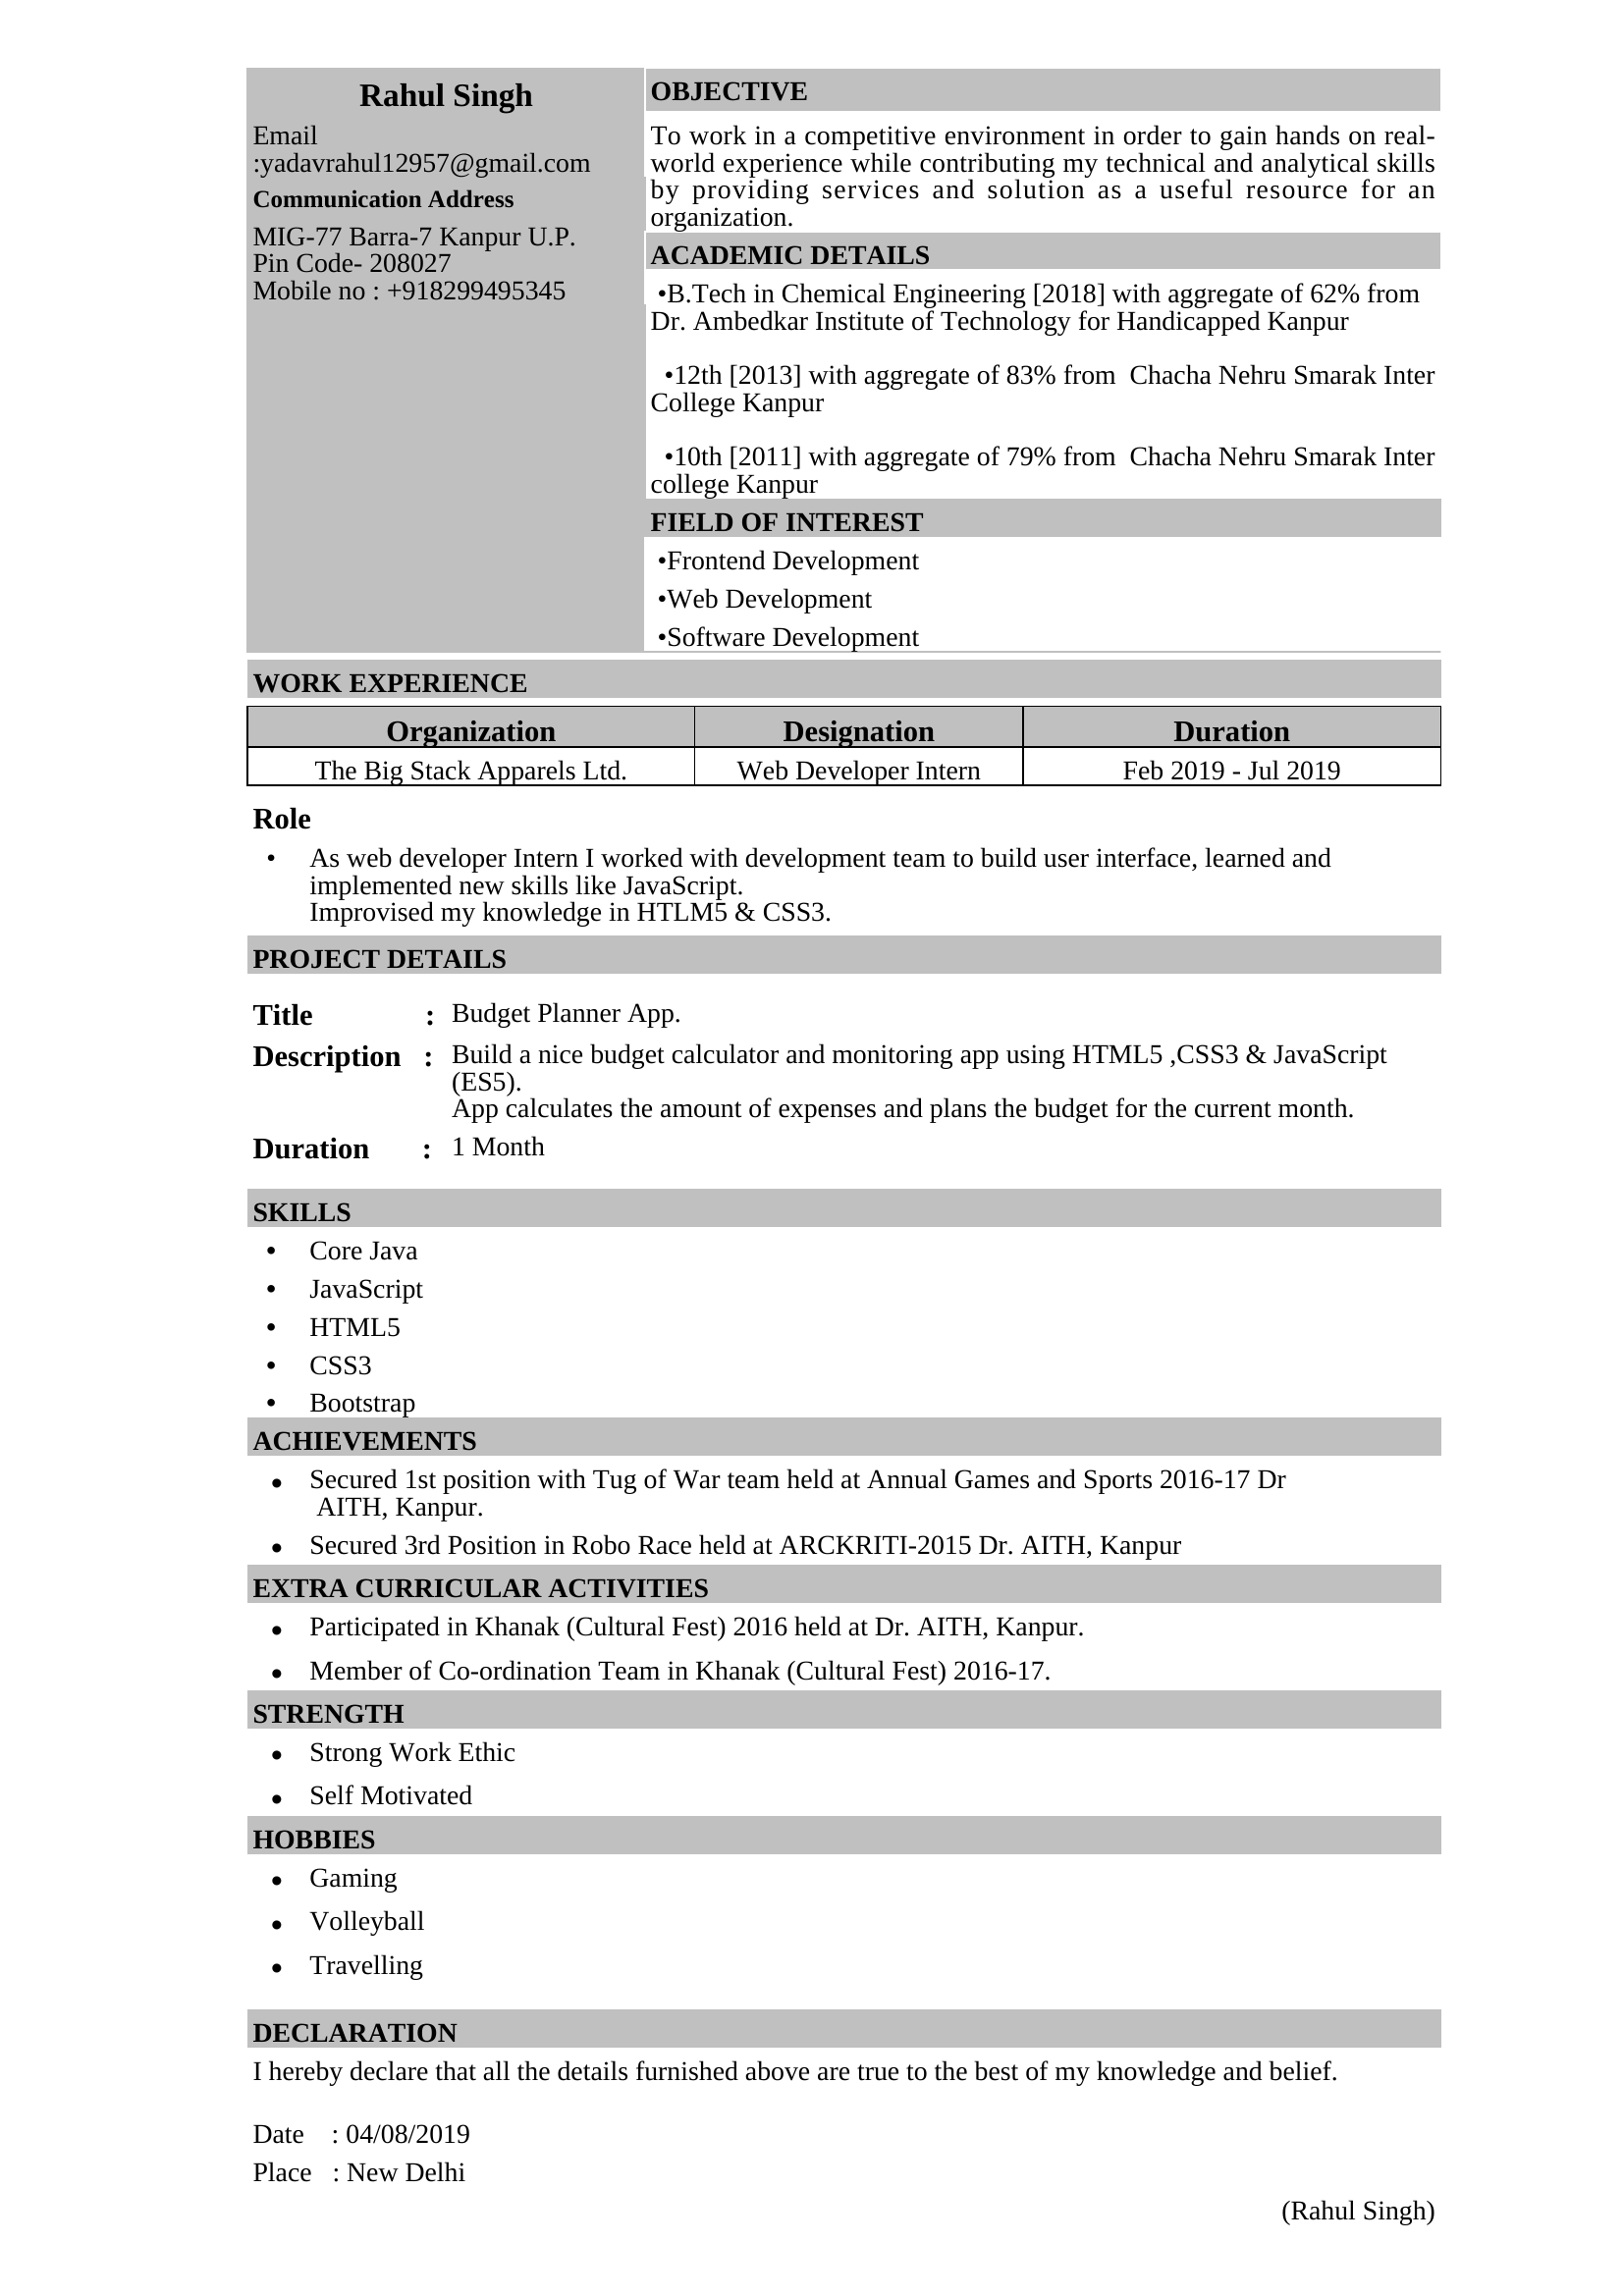 Rahul Singh
Email
:yadavrahul12957@gmail.com
Communication Address
MIG-77 Barra-7 Kanpur U.P.
Pin Code- 208027
Mobile no : +918299495345
OBJECTIVE
To work in a competitive environment in order to gain hands on real-
world experience while contributing my technical and analytical skills
by providing services and solution as a useful resource for an
organization.
ACADEMIC DETAILS
•B.Tech in Chemical Engineering [2018] with aggregate of 62% from
Dr. Ambedkar Institute of Technology for Handicapped Kanpur
•12th [2013] with aggregate of 83% from Chacha Nehru Smarak Inter
College Kanpur
•10th [2011] with aggregate of 79% from Chacha Nehru Smarak Inter
college Kanpur
FIELD OF INTEREST
•Frontend Development
•Web Development
•Software Development
WORK EXPERIENCE
Organization Designation Duration
The Big Stack Apparels Ltd. Web Developer Intern Feb 2019 - Jul 2019
Role
• As web developer Intern I worked with development team to build user interface, learned and
implemented new skills like JavaScript.
Improvised my knowledge in HTLM5 & CSS3.
PROJECT DETAILS
Title : Budget Planner App.
Description : Build a nice budget calculator and monitoring app using HTML5 ,CSS3 & JavaScript
(ES5).
App calculates the amount of expenses and plans the budget for the current month.
Duration : 1 Month
SKILLS
• Core Java
• JavaScript
• HTML5
• CSS3
• Bootstrap
ACHIEVEMENTS
• Secured 1st position with Tug of War team held at Annual Games and Sports 2016-17 Dr
AITH, Kanpur.
• Secured 3rd Position in Robo Race held at ARCKRITI-2015 Dr. AITH, Kanpur
EXTRA CURRICULAR ACTIVITIES
• Participated in Khanak (Cultural Fest) 2016 held at Dr. AITH, Kanpur.
• Member of Co-ordination Team in Khanak (Cultural Fest) 2016-17.
STRENGTH
• Strong Work Ethic
• Self Motivated
HOBBIES
• Gaming
• Volleyball
• Travelling
DECLARATION
I hereby declare that all the details furnished above are true to the best of my knowledge and belief.
Date : 04/08/2019
Place : New Delhi
(Rahul Singh)